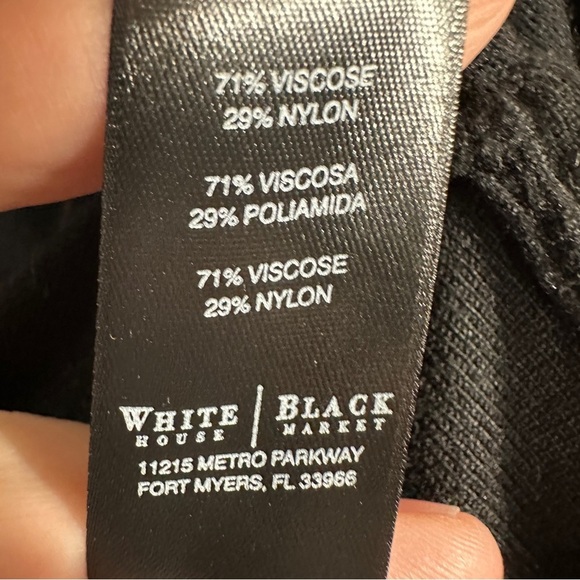 71% VISCOSE
29% NYLON
71% VISCOSA
29% POLIAMIDA
71% VISCOSE
29% NYLON
WHITE | BLACK
HOUSE MARKET
11215 METRO PARKWAY
FORT MYERS, FL 33966